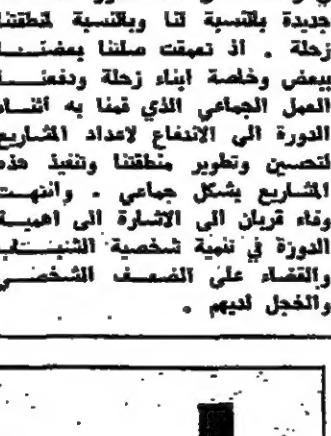 جديدة بالنسبة لنا وبالنسبة لمنطقتنا
زحلة . اذ تعمقت صلتنا ببعضنا
ببعض وخاصة ابناء زحلة ودفعنا
العمل الجماعي الذي قمنا به اثناء
الدورة الى الاندفاع لاعداد المشاريع
لتحسين وتطوير منطقتنا وتنفيذ هذه
المشاريع بشكل جماعي . وانتهت
وفاء قربان الى الاشارة الى اهمية
الدورة في تنمية شخصية الشباب
والقضاء على الضعف الشخصي
والخجل لديهم .